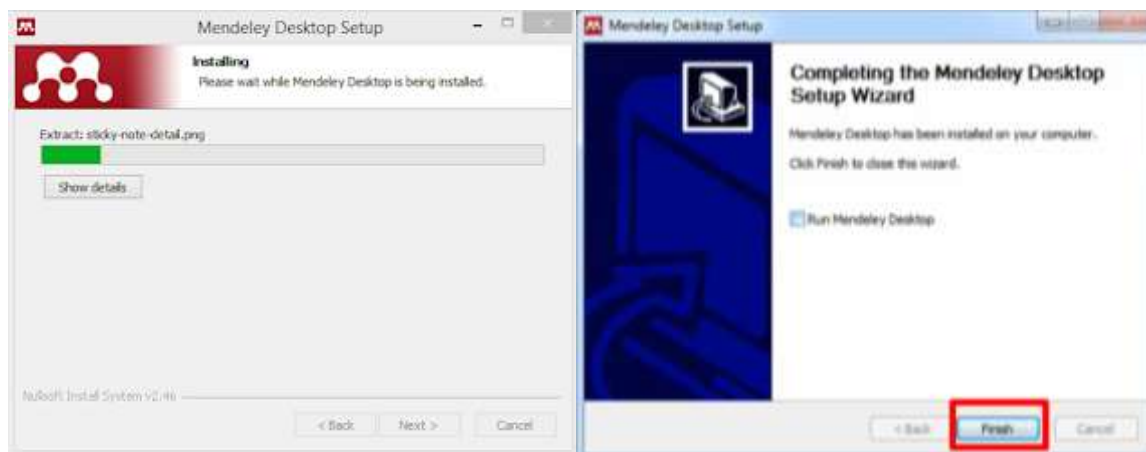 Mendeley Desktop Setup
Installing
Please wait while Mendeley Desktop is being installed.
Extract: sticky-note-detail.png
Show details
Nullsoft Install System v2.46
< Back
Next >
Cancel
Mendeley Desktop Setup
Completing the Mendeley Desktop
Setup Wizard
Mendeley Desktop has been installed on your computer.
Click Finish to close this wizard.
Run Mendeley Desktop
< Back
Finish
Cancel